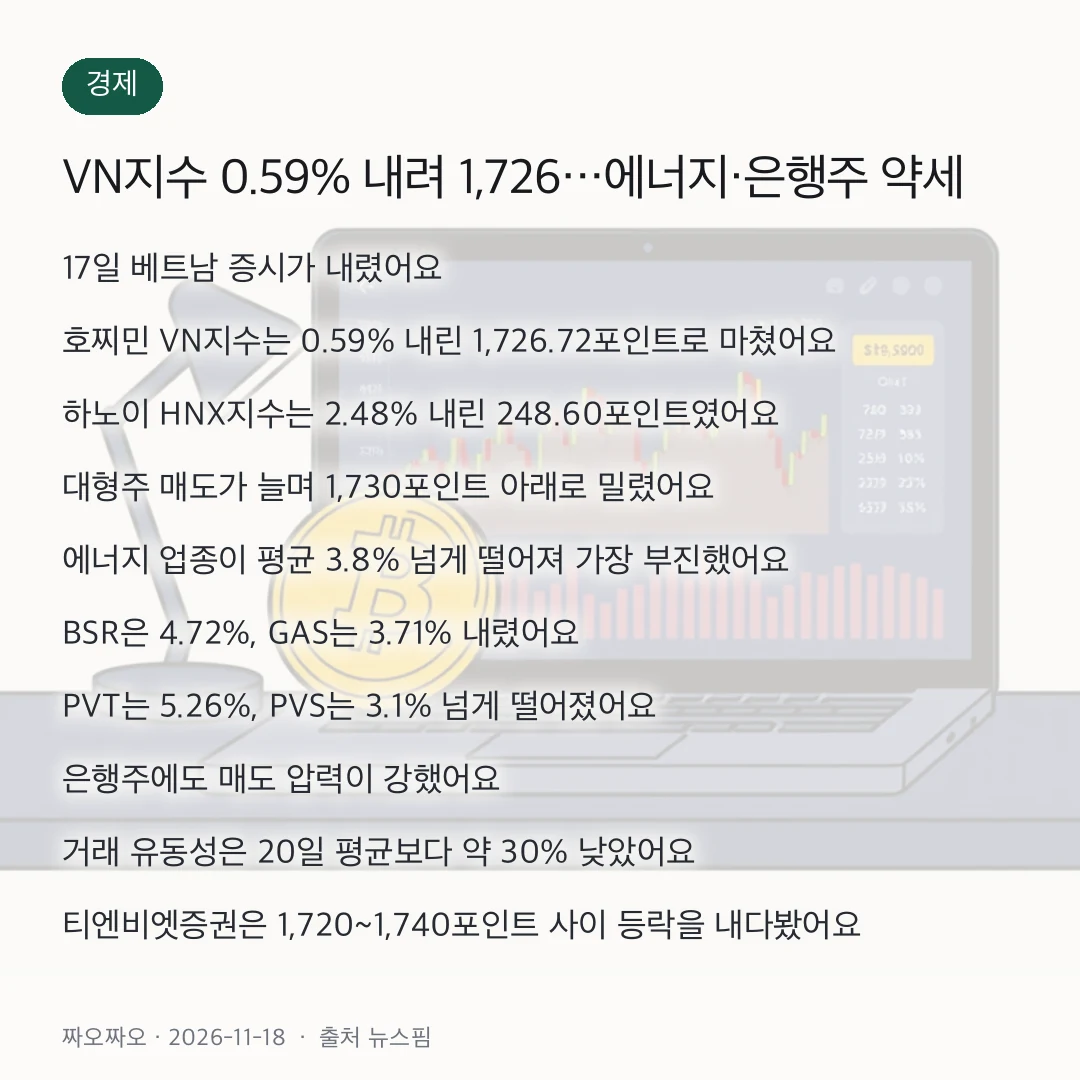 경제
VN지수 0.59% 내려 1,726…에너지·은행주 약세
17일 베트남 증시가 내렸어요
호찌민 VN지수는 0.59% 내린 1,726.72포인트로 마쳤어요
하노이 HNX지수는 2.48% 내린 248.60포인트였어요
대형주 매도가 늘며 1,730포인트 아래로 밀렸어요
에너지 업종이 평균 3.8% 넘게 떨어져 가장 부진했어요
BSR은 4.72%, GAS는 3.71% 내렸어요
PVT는 5.26%, PVS는 3.1% 넘게 떨어졌어요
은행주에도 매도 압력이 강했어요
거래 유동성은 20일 평균보다 약 30% 낮았어요
티엔비엣증권은 1,720~1,740포인트 사이 등락을 내다봤어요
짜오짜오 · 2026-11-18 · 출처 뉴스핌